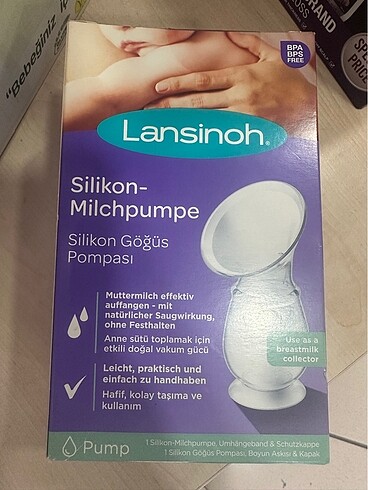 "Bebeğiniz
BPA
BPS
FREE
Lansinoh®
Silikon-
Milchpumpe
Silikon Göğüs
Pompası
Muttermilch effektiv
auffangen - mit
natürlicher Saugwirkung,
ohne Festhalten
Anne sütü toplamak için
etkili doğal vakum gücü
Leicht, praktisch und
einfach zu handhaben
Hafif, kolay taşıma ve
kullanım
Use as a
breastmilk
collector
Pump
1 Silikon-Milchpumpe, Umhängeband & Schutzkappe
1 Silikon Göğüs Pompası, Boyun Askısı & Kapak